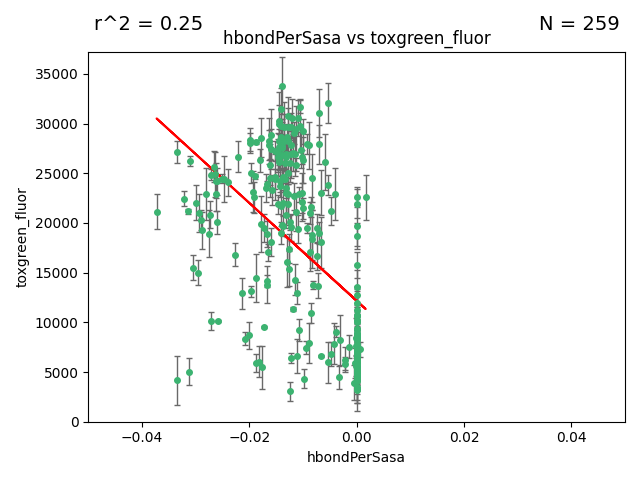 r^2 = 0.25
N = 259
hbondPerSasa vs toxgreen_fluor
35000
30000
25000
20000
15000
10000
5000
0
toxgreen_fluor
−0.04
−0.02
0.00
0.02
0.04
hbondPerSasa